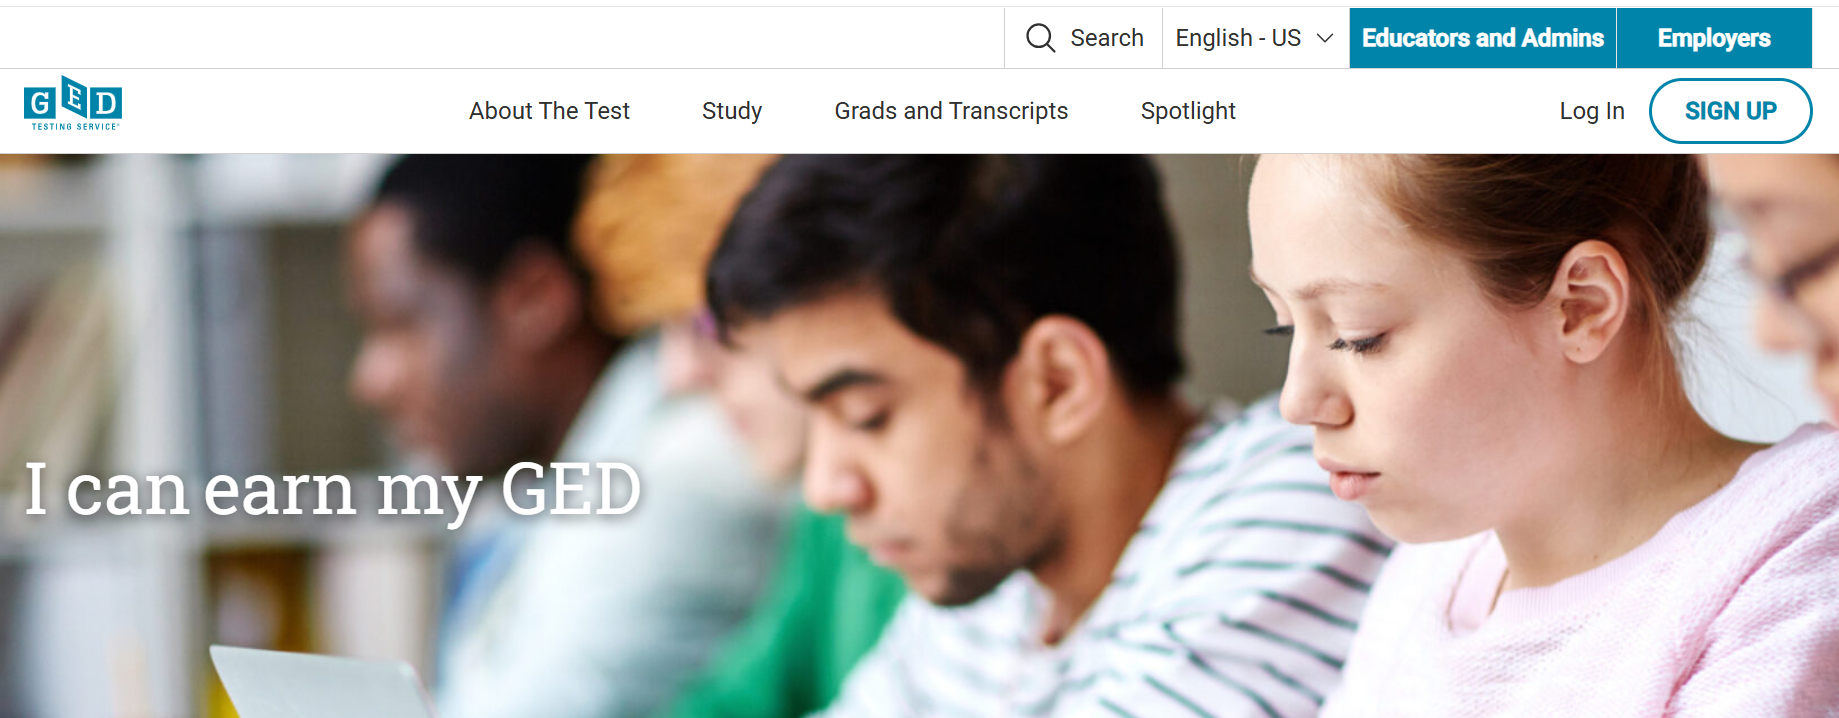 Search
English - US
Educators and Admins
Employers
GED
TESTING SERVICE
About The Test
Study
Grads and Transcripts
Spotlight
Log In
SIGN UP
I can earn my GED